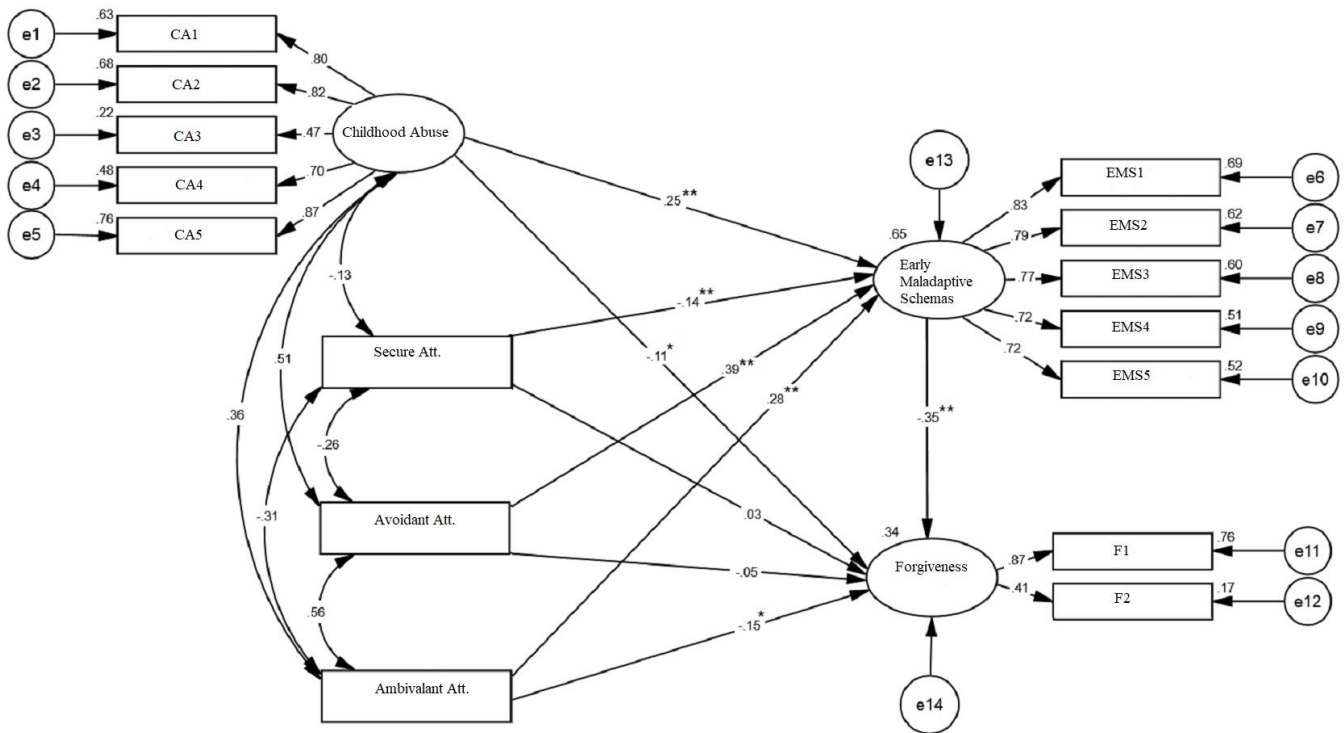 .63
e1
CA1
.80
.68
e2
CA2
.82
.22
e3
CA3
.47
Childhood Abuse
.48
e4
CA4
.70
.76
e5
CA5
.87
e13
.25**
-.13
.65
Early
Maladaptive
Schemas
.83
EMS1
.69
e6
.79
EMS2
.62
e7
.77
EMS3
.60
e8
.72
EMS4
.51
e9
.72
EMS5
.52
e10
-.14**
Secure Att.
.51
-.11*
.39**
.28**
.36
-.26
-.35**
-.31
Avoidant Att.
.03
-.05
.34
Forgiveness
.87
F1
.76
e11
.41
F2
.17
e12
.56
-.15*
Ambivalant Att.
e14